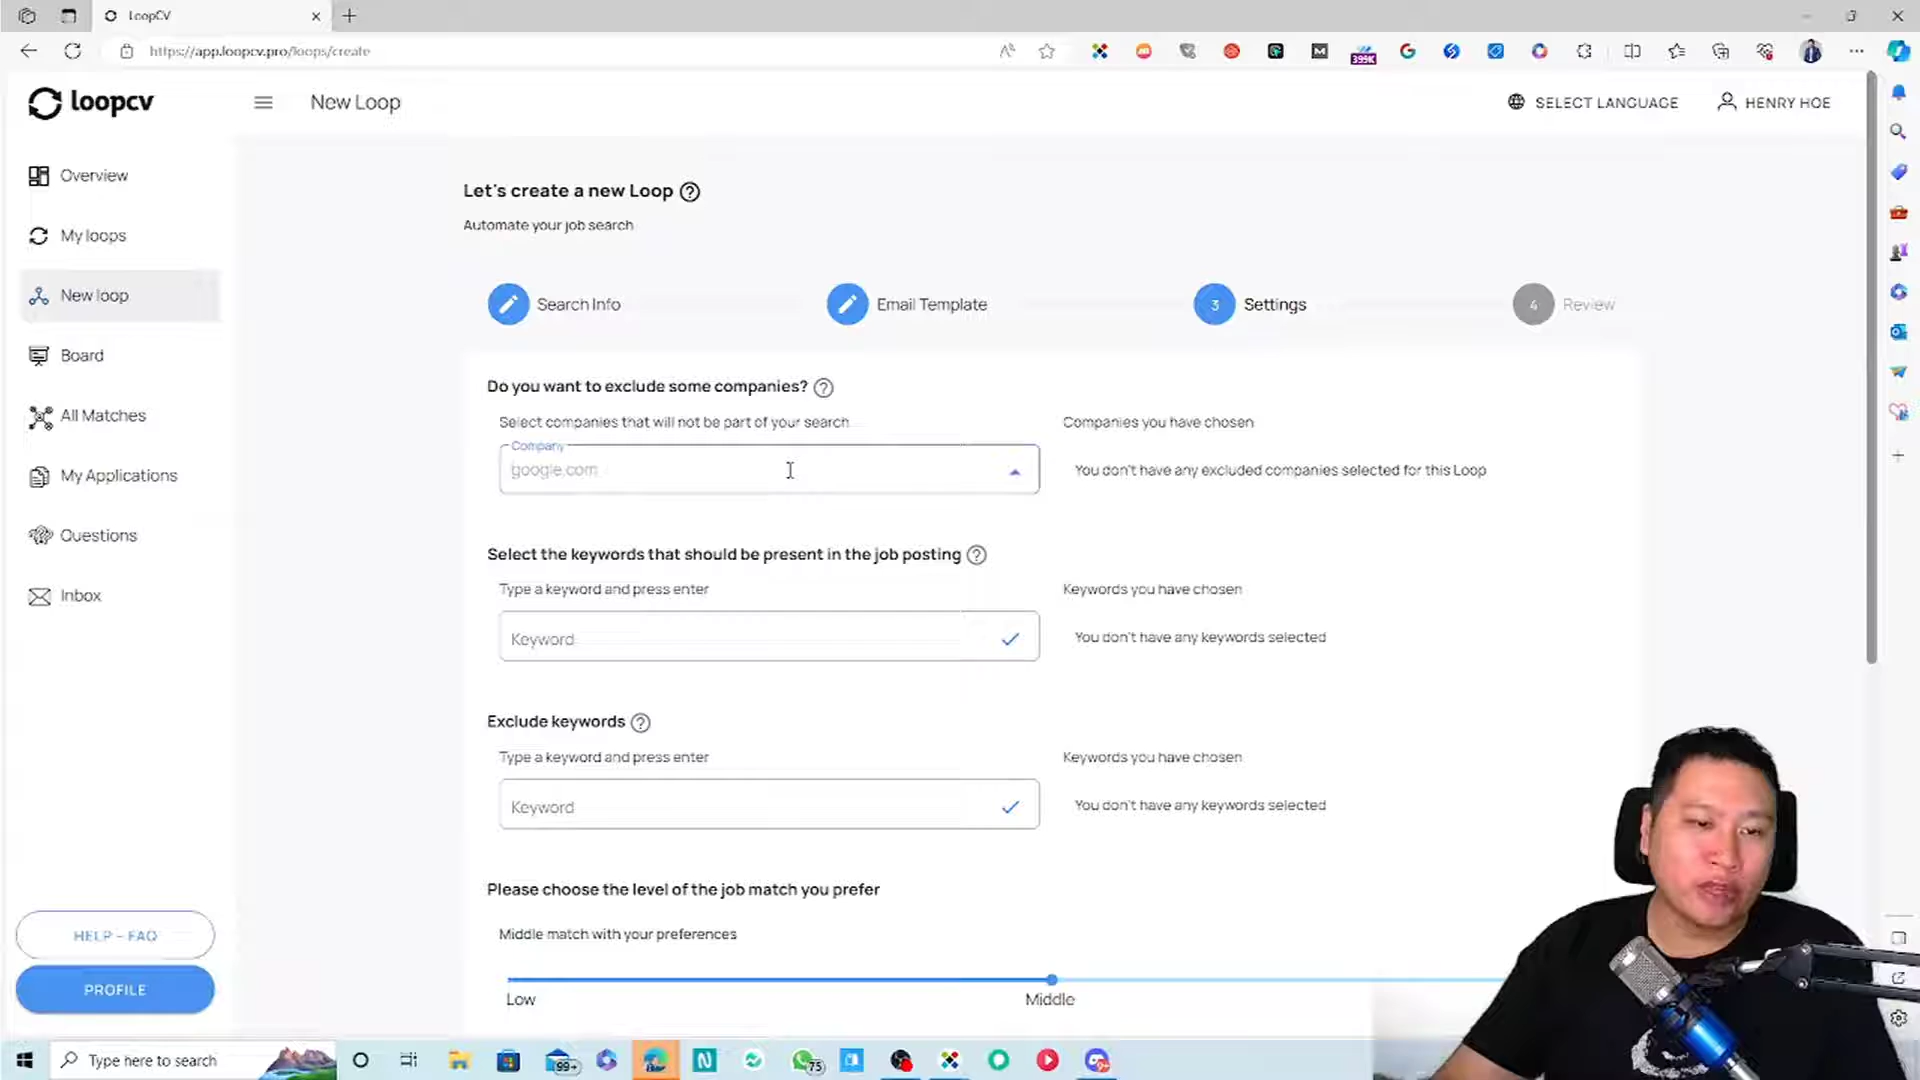 LoopCV
https://app.loopcv.pro/loops/create
399K
loopcv
New Loop
SELECT LANGUAGE
HENRY HOE
Overview
My loops
New loop
Board
All Matches
My Applications
Questions
Inbox
HELP - FAQ
PROFILE
Let's create a new Loop
Automate your job search
Search Info
Email Template
3
Settings
4
Review
Do you want to exclude some companies?
Select companies that will not be part of your search
Companies you have chosen
Company
google.com
You don't have any excluded companies selected for this Loop
Select the keywords that should be present in the job posting
Type a keyword and press enter
Keywords you have chosen
Keyword
You don't have any keywords selected
Exclude keywords
Type a keyword and press enter
Keywords you have chosen
Keyword
You don't have any keywords selected
Please choose the level of the job match you prefer
Middle match with your preferences
Low
Middle
Type here to search
99+
75